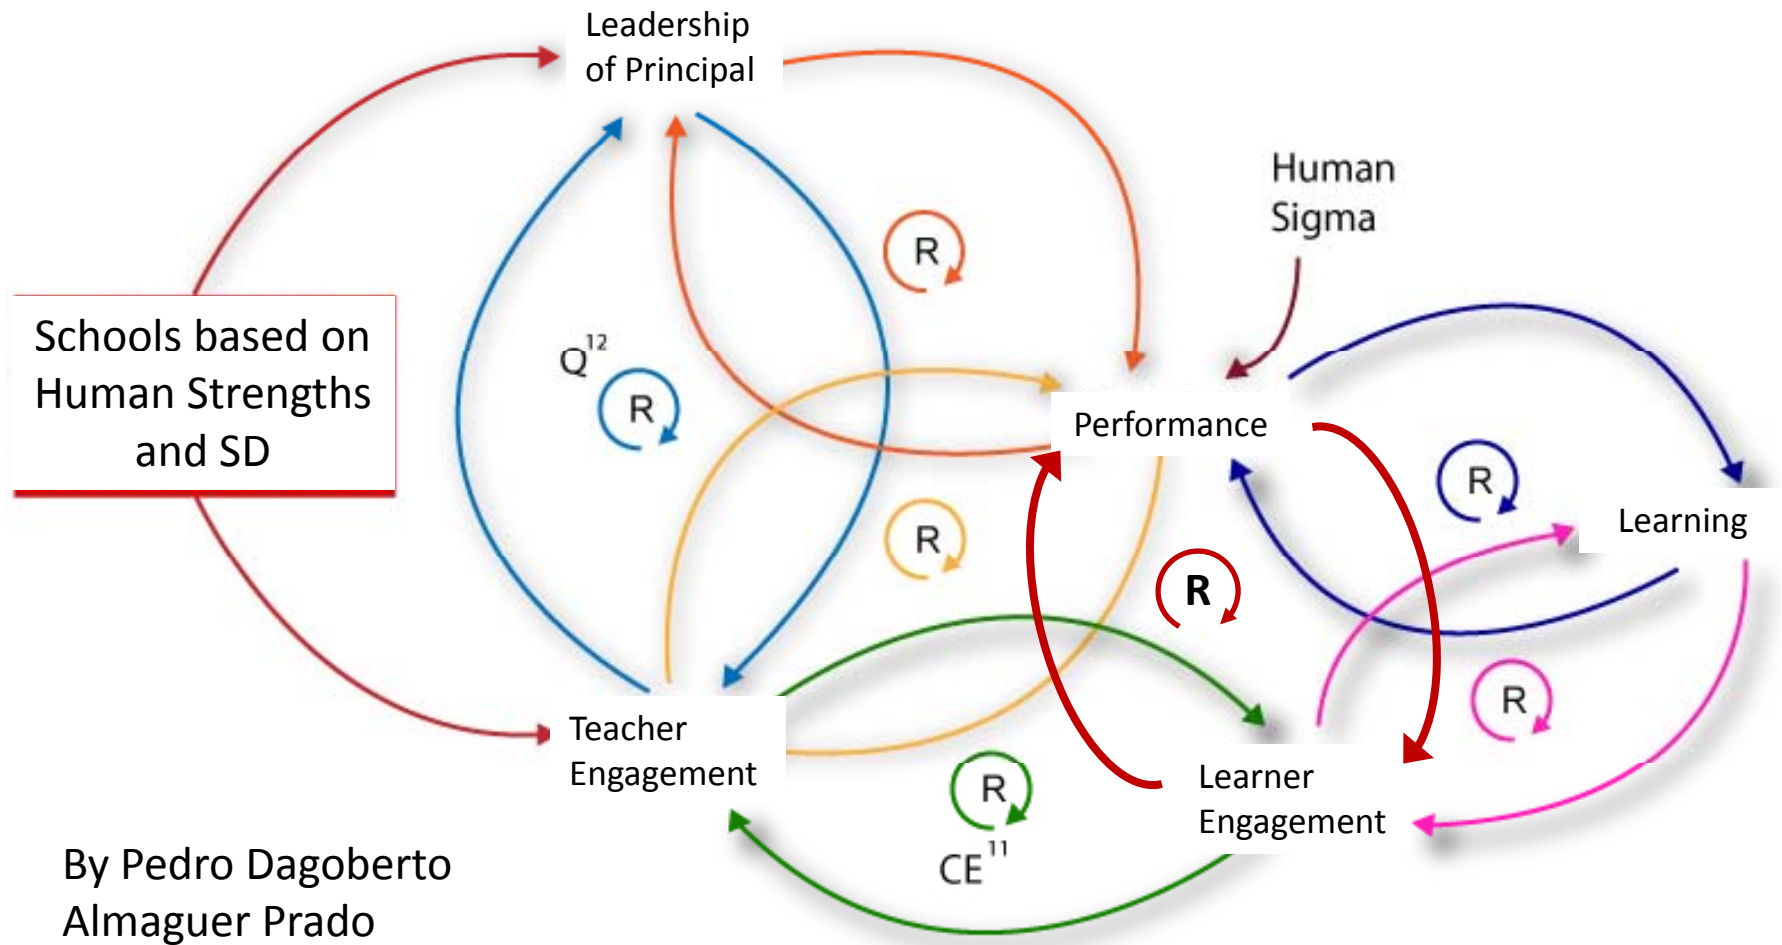 Leadership
of Principal
Human
Sigma
R
Schools based on
Human Strengths
and SD
Q¹²
R
Performance
R
Learning
R
R
R
Teacher
Engagement
R
Learner
Engagement
CE¹¹
By Pedro Dagoberto
Almaguer Prado